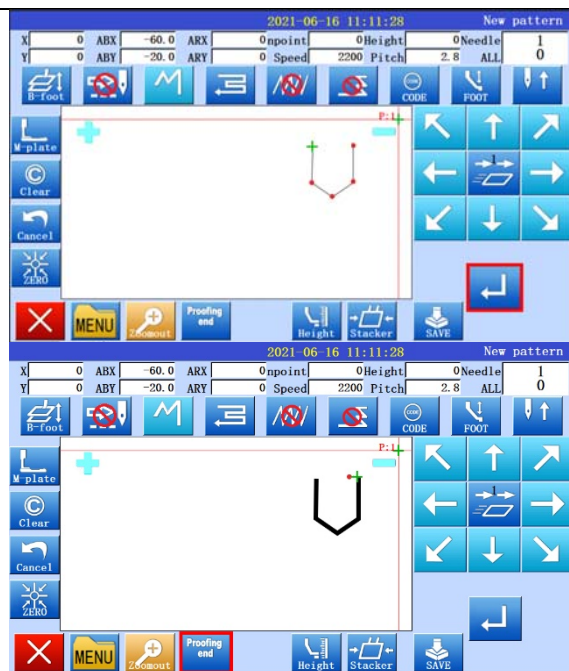 2021-06-16 11:11:28 New pattern
X 0 ABX -60.0 ARX 0 npoint 0 Height 0 Needle 1
Y 0 ABY -20.0 ARY 0 Speed 2200 Pitch 2.8 ALL 0
B-foot CODE CODE FOOT
P:1
M-plate
1
C
Clear
Cancel
ZERO
MENU Zoomout Proofing end Height Stacker SAVE
2021-06-16 11:11:28 New pattern
X 0 ABX -60.0 ARX 0 npoint 0 Height 0 Needle 1
Y 0 ABY -20.0 ARY 0 Speed 2200 Pitch 2.8 ALL 0
B-foot CODE CODE FOOT
P:1
M-plate
1
C
Clear
Cancel
ZERO
MENU Zoomout Proofing end Height Stacker SAVE